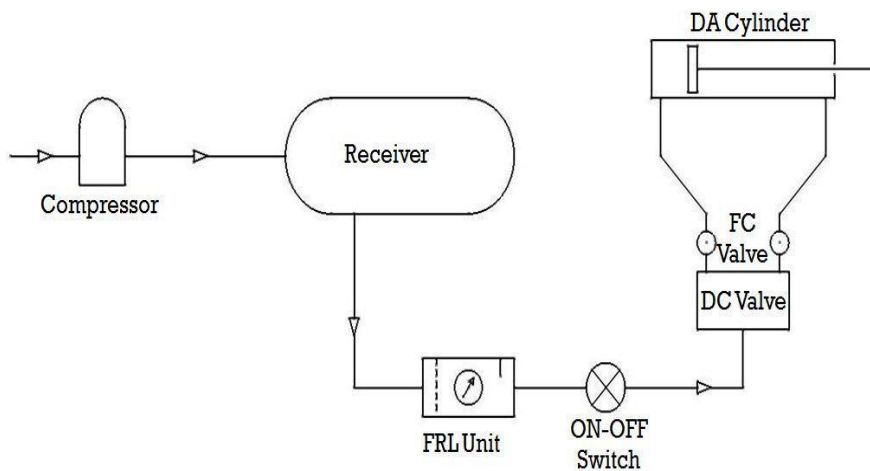 DA Cylinder
Receiver
Compressor
FC
Valve
DC Valve
FRL Unit
ON-OFF
Switch